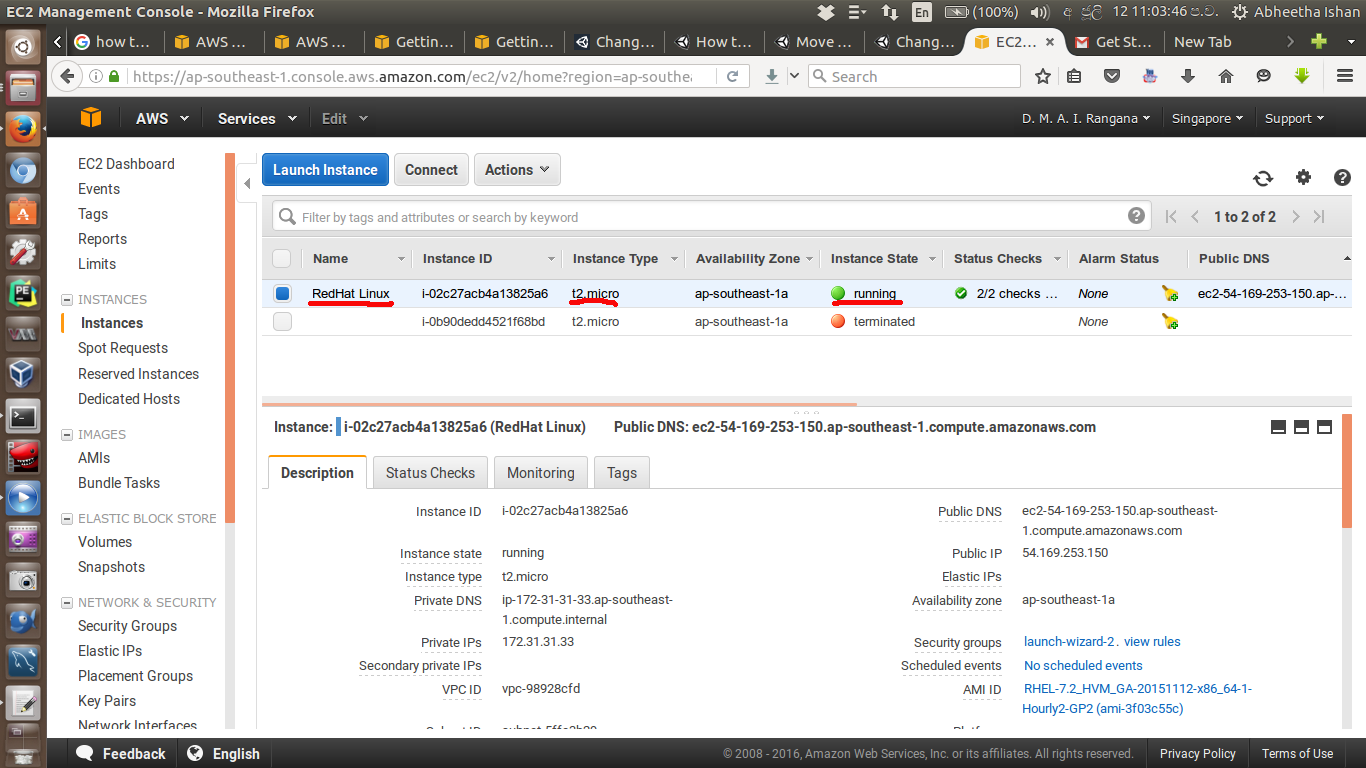 EC2 Management Console - Mozilla Firefox
En (100%) අ ජූලි 12 11:03:46 ප.ව. Abheetha Ishan
how t... AWS ... AWS ... Gettin... Gettin... Chang... How t... Move ... Chang... EC2... Get St... New Tab
https://ap-southeast-1.console.aws.amazon.com/ec2/v2/home?region=ap-southea Search
AWS Services Edit D. M. A. I. Rangana Singapore Support
EC2 Dashboard
Events
Tags
Reports
Limits
INSTANCES
Instances
Spot Requests
Reserved Instances
Dedicated Hosts
IMAGES
AMIs
Bundle Tasks
ELASTIC BLOCK STORE
Volumes
Snapshots
NETWORK & SECURITY
Security Groups
Elastic IPs
Placement Groups
Key Pairs
Network Interfaces
Launch Instance Connect Actions
Filter by tags and attributes or search by keyword 1 to 2 of 2
Name Instance ID Instance Type Availability Zone Instance State Status Checks Alarm Status Public DNS
RedHat Linux i-02c27acb4a13825a6 t2.micro ap-southeast-1a running 2/2 checks ... None ec2-54-169-253-150.ap-...
i-0b90dedd4521f68bd t2.micro ap-southeast-1a terminated None
Instance: i-02c27acb4a13825a6 (RedHat Linux) Public DNS: ec2-54-169-253-150.ap-southeast-1.compute.amazonaws.com
Description Status Checks Monitoring Tags
Instance ID i-02c27acb4a13825a6 Public DNS ec2-54-169-253-150.ap-southeast-
1.compute.amazonaws.com
Instance state running Public IP 54.169.253.150
Instance type t2.micro Elastic IPs
Private DNS ip-172-31-31-33.ap-southeast- Availability zone ap-southeast-1a
1.compute.internal
Private IPs 172.31.31.33 Security groups launch-wizard-2. view rules
Secondary private IPs Scheduled events No scheduled events
VPC ID vpc-98928cfd AMI ID RHEL-7.2_HVM_GA-20151112-x86_64-1-
Hourly2-GP2 (ami-3f03c55c)
Feedback English © 2008 - 2016, Amazon Web Services, Inc. or its affiliates. All rights reserved. Privacy Policy Terms of Use